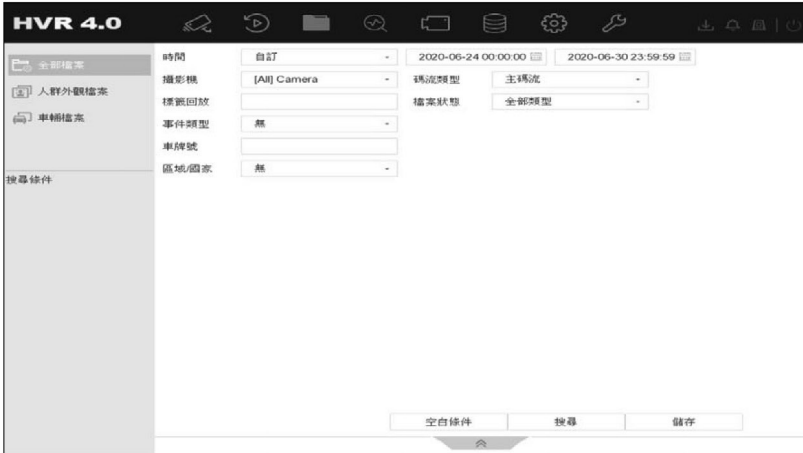 HVR 4.0
全部檔案
人群外觀檔案
車輛檔案
搜尋條件
時間 自訂 2020-06-24 00:00:00 2020-06-30 23:59:59
攝影機 [All] Camera 碼流類型 主碼流
標籤回放 檔案狀態 全部類型
事件類型 無
車牌號
區域/國家 無
空白條件 搜尋 儲存